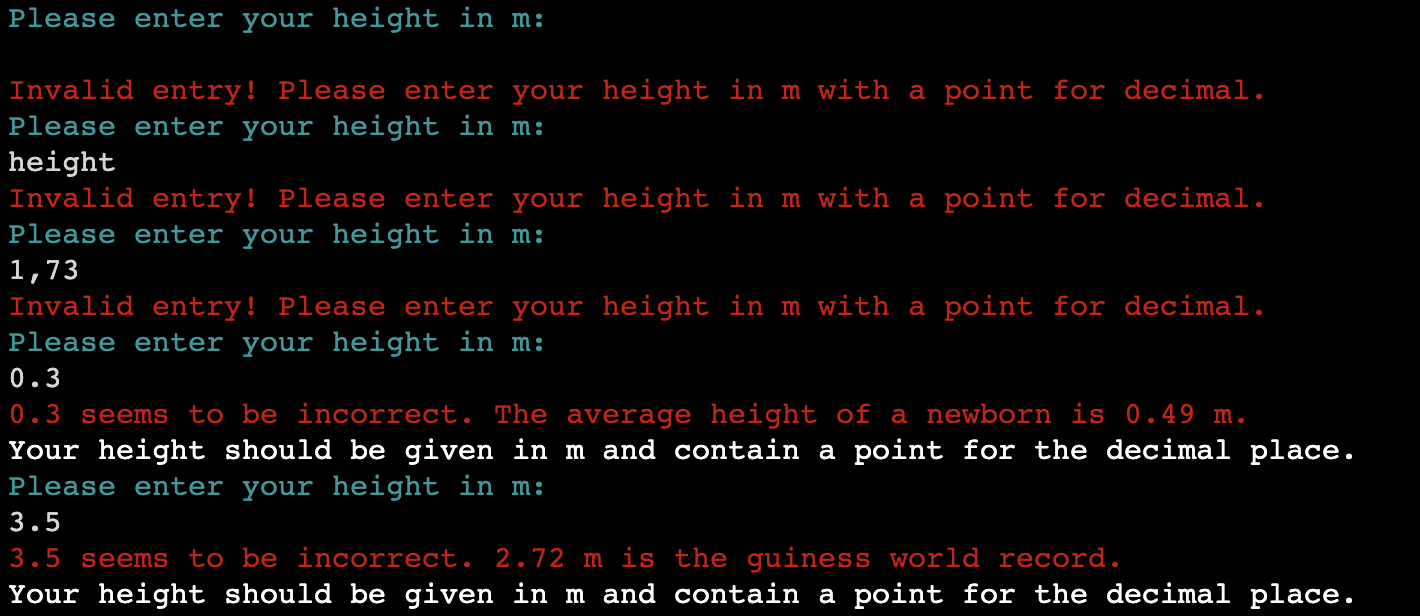 Please enter your height in m:
Invalid entry! Please enter your height in m with a point for decimal.
Please enter your height in m:
height
Invalid entry! Please enter your height in m with a point for decimal.
Please enter your height in m:
1,73
Invalid entry! Please enter your height in m with a point for decimal.
Please enter your height in m:
0.3
0.3 seems to be incorrect. The average height of a newborn is 0.49 m.
Your height should be given in m and contain a point for the decimal place.
Please enter your height in m:
3.5
3.5 seems to be incorrect. 2.72 m is the guiness world record.
Your height should be given in m and contain a point for the decimal place.